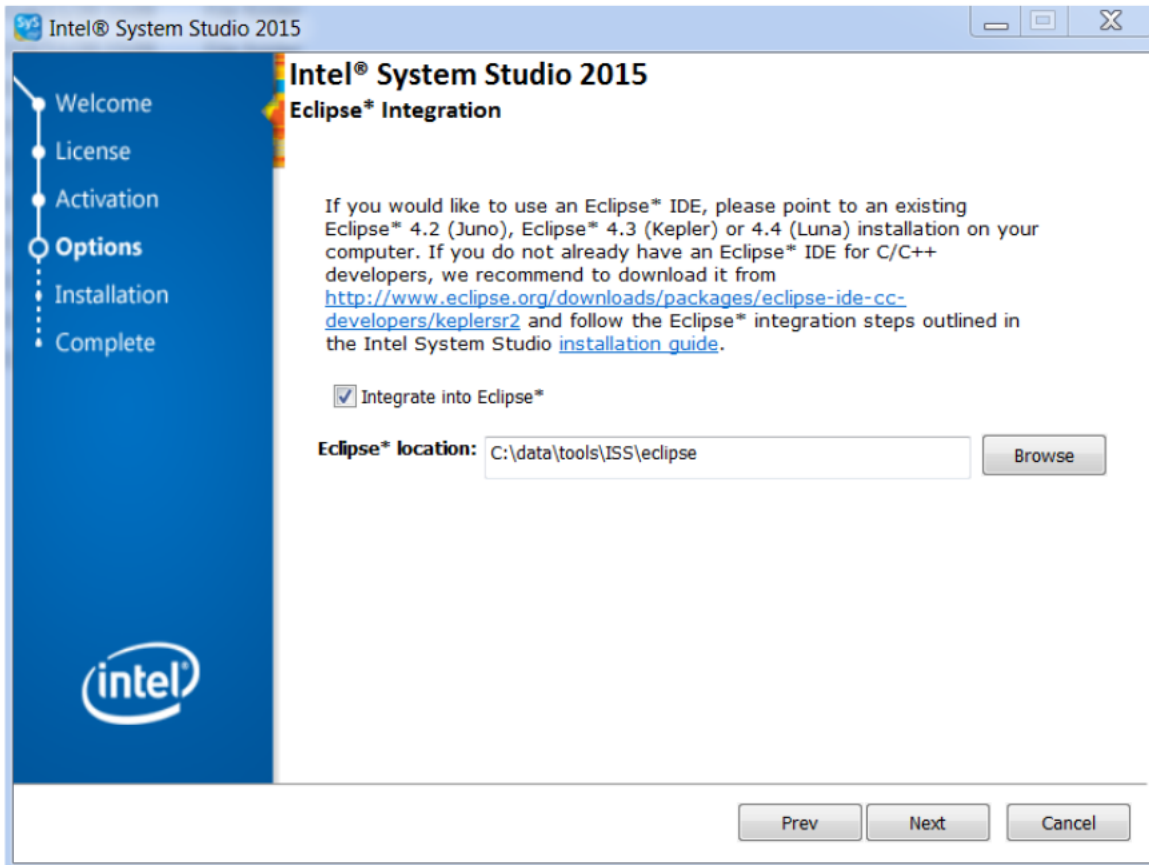 Intel® System Studio 2015
Welcome
License
Activation
Options
Installation
Complete
intel®
Intel® System Studio 2015
Eclipse* Integration
If you would like to use an Eclipse* IDE, please point to an existing
Eclipse* 4.2 (Juno), Eclipse* 4.3 (Kepler) or 4.4 (Luna) installation on your
computer. If you do not already have an Eclipse* IDE for C/C++
developers, we recommend to download it from
http://www.eclipse.org/downloads/packages/eclipse-ide-cc-
developers/keplersr2 and follow the Eclipse* integration steps outlined in
the Intel System Studio installation guide.
Integrate into Eclipse*
Eclipse* location: C:\data\tools\ISS\eclipse Browse
Prev Next Cancel